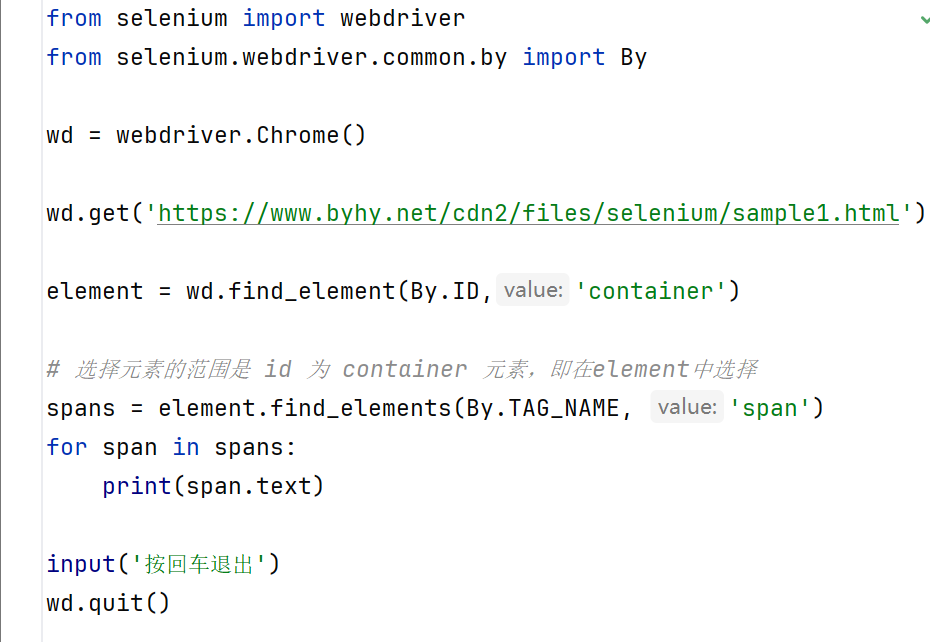 from selenium import webdriver
from selenium.webdriver.common.by import By
wd = webdriver.Chrome()
wd.get('https://www.byhy.net/cdn2/files/selenium/sample1.html')
element = wd.find_element(By.ID, value: 'container')
# 选择元素的范围是 id 为 container 元素，即在element中选择
spans = element.find_elements(By.TAG_NAME, value: 'span')
for span in spans:
    print(span.text)
input('按回车退出')
wd.quit()